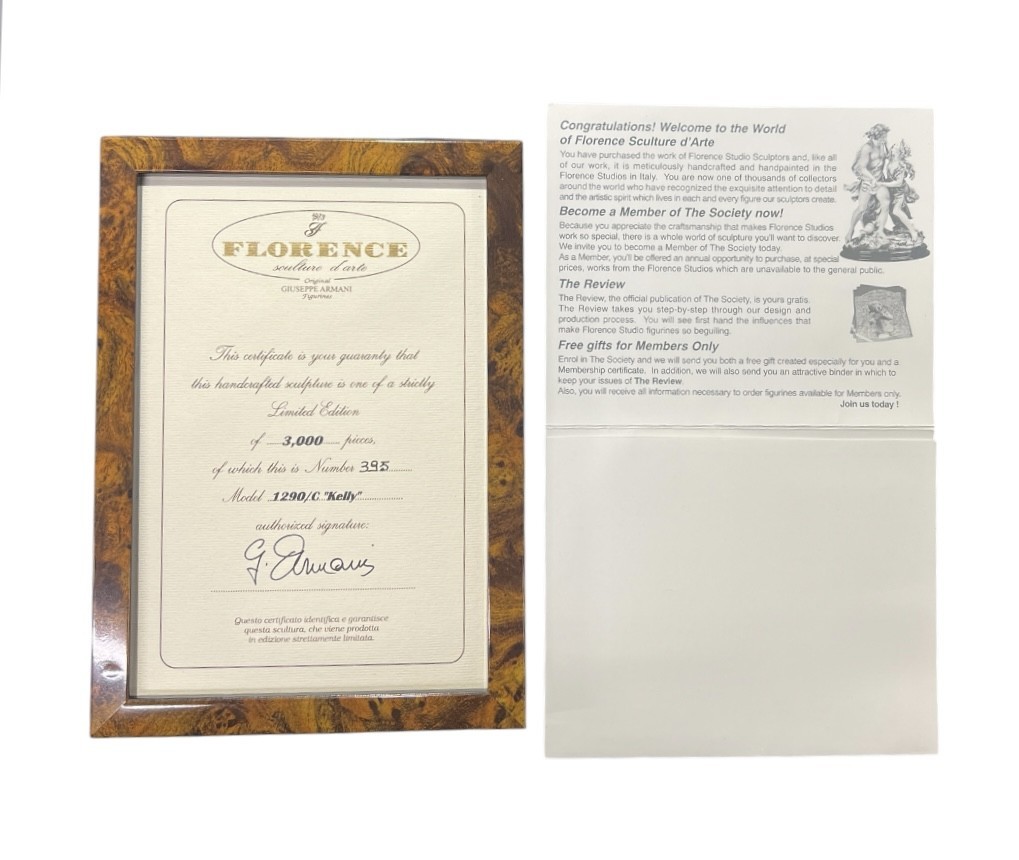 FLORENCE
sculture d'arte
Original
GIUSEPPE ARMANI
Figurines
This certificate is your guaranty that
this handcrafted sculpture is one of a strictly
Limited Edition
of 3,000 pieces,
of which this is Number 395
Model 1290/C "Kelly"
authorized signature:
G. Armani
Questo certificato identifica e garantisce
questa scultura, che viene prodotta
in edizione strettamente limitata.
Congratulations! Welcome to the World
of Florence Sculture d'Arte
You have purchased the work of Florence Studio Sculptors and, like all
of our work, it is meticulously handcrafted and handpainted in the
Florence Studios in Italy. You are now one of thousands of collectors
around the world who have recognized the exquisite attention to detail
and the artistic spirit which lives in each and every figure our sculptors create.
Become a Member of The Society now!
Because you appreciate the craftsmanship that makes Florence Studios
work so special, there is a whole world of sculpture you'll want to discover.
We invite you to become a Member of The Society today.
As a Member, you'll be offered an annual opportunity to purchase, at special
prices, works from the Florence Studios which are unavailable to the general public.
The Review
The Review, the official publication of The Society, is yours gratis.
The Review takes you step-by-step through our design and
production process. You will see first hand the influences that
make Florence Studio figurines so beguiling.
Free gifts for Members Only
Enrol in The Society and we will send you both a free gift created especially for you and a
Membership certificate. In addition, we will also send you an attractive binder in which to
keep your issues of The Review.
Also, you will receive all information necessary to order figurines available for Members only.
Join us today !